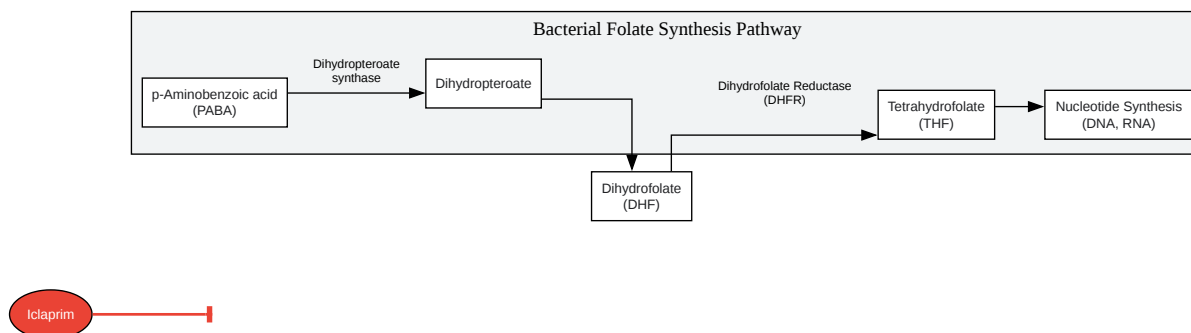 Bacterial Folate Synthesis Pathway
p-Aminobenzoic acid
(PABA)
Dihydropteroate
synthase
Dihydropteroate
Dihydrofolate
(DHF)
Dihydrofolate Reductase
(DHFR)
Tetrahydrofolate
(THF)
Nucleotide Synthesis
(DNA, RNA)
Iclaprim